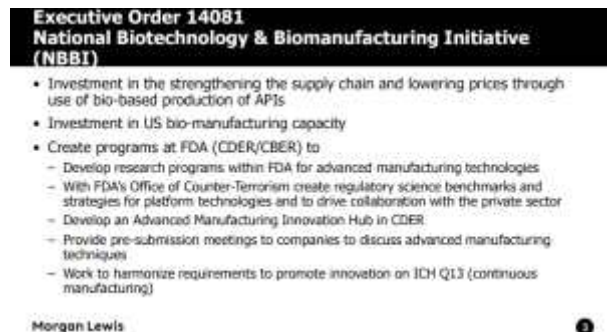 Executive Order 14081
National Biotechnology & Biomanufacturing Initiative
(NBBI)
• Investment in the strengthening the supply chain and lowering prices through
use of bio-based production of APIs
• Investment in US bio-manufacturing capacity
• Create programs at FDA (CDER/CBER) to
– Develop research programs within FDA for advanced manufacturing technologies
– With FDA's Office of Counter-Terrorism create regulatory science benchmarks and
strategies for platform technologies and to drive collaboration with the private sector
– Develop an Advanced Manufacturing Innovation Hub in CDER
– Provide pre-submission meetings to companies to discuss advanced manufacturing
techniques
– Work to harmonize requirements to promote innovation on ICH Q13 (continuous
manufacturing)
Morgan Lewis
3